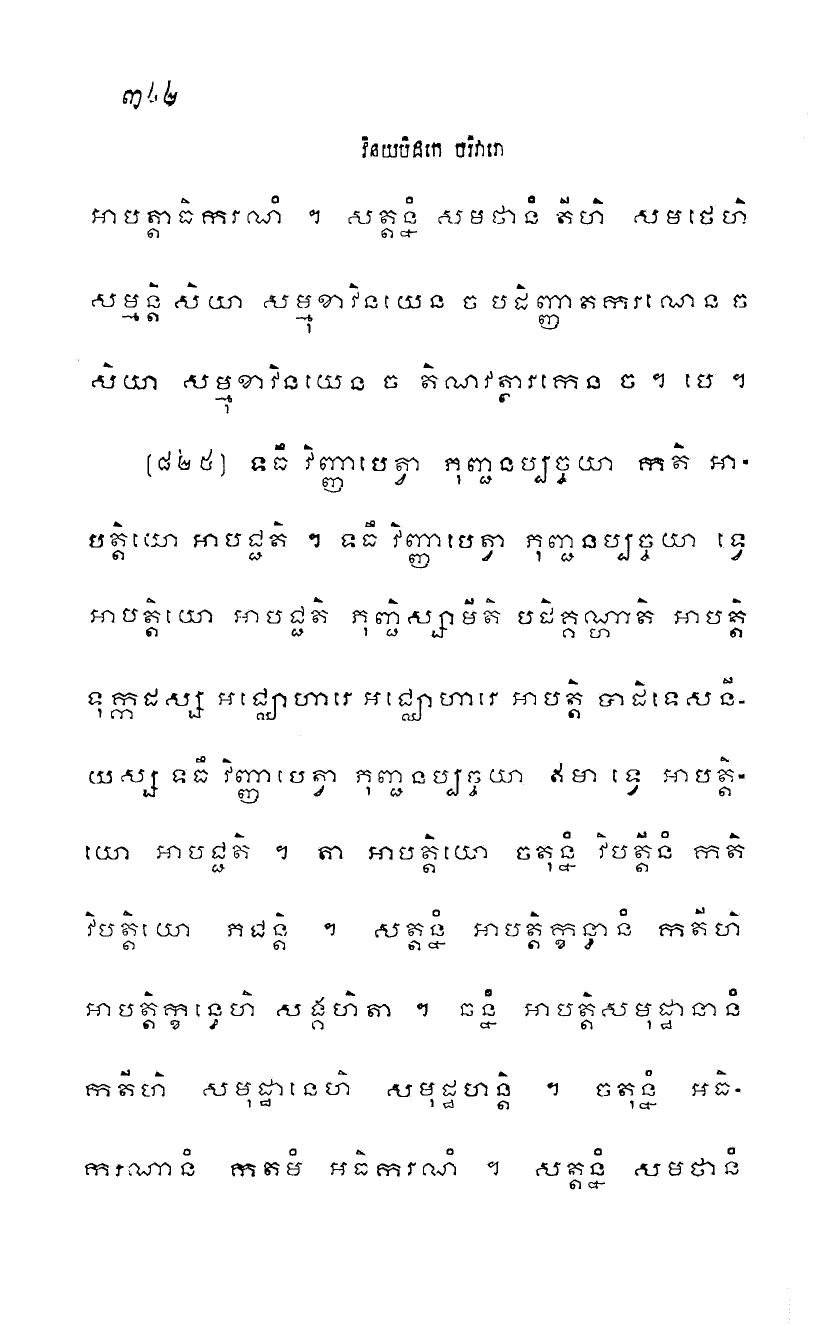 ៣៤២
វិនយបិដកេ បរិវារោ
អាបត្តាធិករណំ ។ សត្តន្នំ សមថានំ តីហិ សមថេហិ
សម្មន្តិ សិយា សម្មុខាវិនយេន ច បដិញ្ញាតករណេន ច
សិយា សម្មុខាវិនយេន ច តិណវត្ថារកេន ច ។ បេ ។
(៨២៥) ទធឹ វិញ្ញាបេត្វា ភុញ្ជនប្បច្ចយា កតិ អា-
បត្តិយោ អាបជ្ជតិ ។ ទធឹ វិញ្ញាបេត្វា ភុញ្ជនប្បច្ចយា ទ្វេ
អាបត្តិយោ អាបជ្ជតិ ភុញ្ជិស្សាមីតិ បដិគ្គណ្ហាតិ អាបត្តិ
ទុក្កដស្ស អជ្ឈោហារេ អជ្ឈោហារេ អាបត្តិ បាដិទេសនី-
យស្ស ទធឹ វិញ្ញាបេត្វា ភុញ្ជនប្បច្ចយា ឥមា ទ្វេ អាបត្តិ-
យោ អាបជ្ជតិ ។ តា អាបត្តិយោ ចតុន្នំ វិបត្តីនំ កតិ
វិបត្តិយោ ភជន្តិ ។ សត្តន្នំ អាបត្តិក្ខន្ធានំ កតីហិ
អាបត្តិក្ខន្ធេហិ សង្គហិតា ។ ឆន្នំ អាបត្តិសមុដ្ឋានានំ
កតីហិ សមុដ្ឋានេហិ សមុដ្ឋហន្តិ ។ ចតុន្នំ អធិ-
ករណានំ កតមំ អធិករណំ ។ សត្តន្នំ សមថានំ